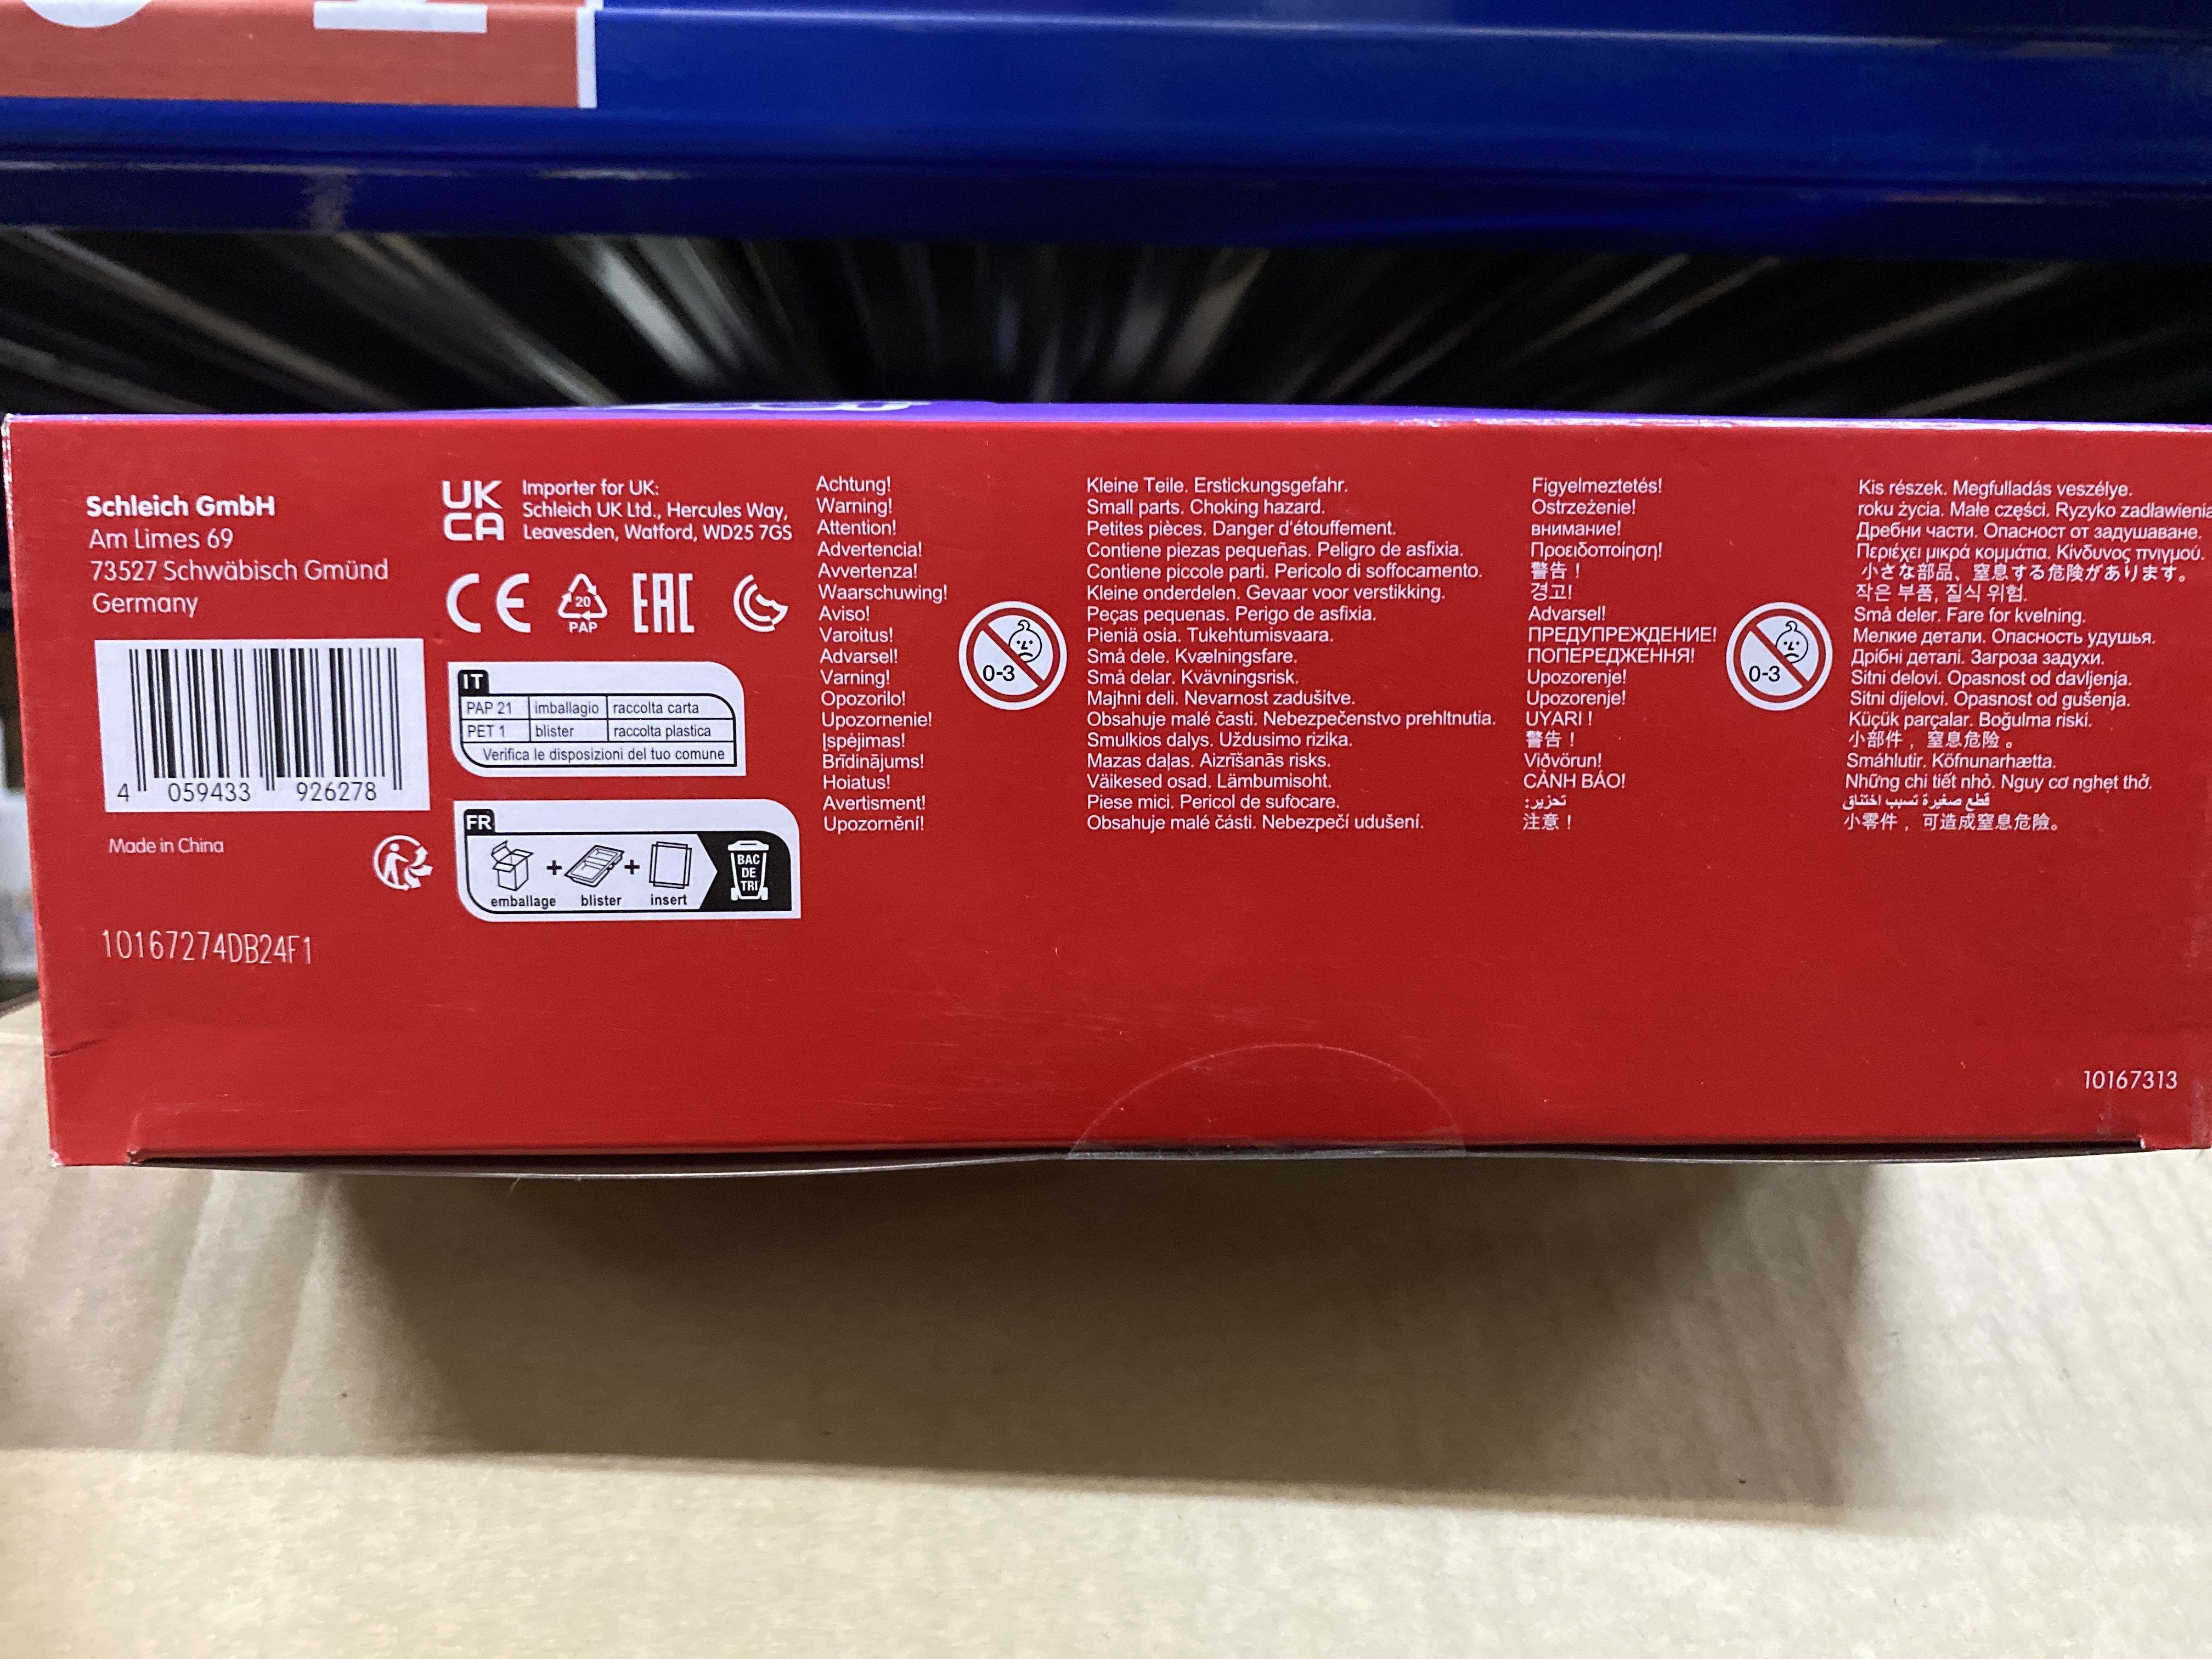 Schleich GmbH
Am Limes 69
73527 Schwäbisch Gmünd
Germany
4 059433 926278
Made in China
10167274DB24F1
UK
CA
Importer for UK:
Schleich UK Ltd., Hercules Way,
Leavesden, Watford, WD25 7GS
CE
20
PAP
EAC
IT
PAP 21 imballagio raccolta carta
PET 1 blister raccolta plastica
Verifica le disposizioni del tuo comune
FR
emballage + blister + insert
BAC
DE
TRI
Achtung!
Warning!
Attention!
Advertencia!
Avvertenza!
Waarschuwing!
Aviso!
Varoitus!
Advarsel!
Varning!
Opozorilo!
Upozornenie!
Įspėjimas!
Brīdinājums!
Hoiatus!
Avertisment!
Upozornění!
0-3
Kleine Teile. Erstickungsgefahr.
Small parts. Choking hazard.
Petites pièces. Danger d'étouffement.
Contiene piezas pequeñas. Peligro de asfixia.
Contiene piccole parti. Pericolo di soffocamento.
Kleine onderdelen. Gevaar voor verstikking.
Peças pequenas. Perigo de asfixia.
Pieniä osia. Tukehtumisvaara.
Små dele. Kvælningsfare.
Små delar. Kvävningsrisk.
Majhni deli. Nevarnost zadušitve.
Obsahuje malé časti. Nebezpečenstvo prehltnutia.
Smulkios dalys. Uždusimo rizika.
Mazas daļas. Aizrīšanās risks.
Väikesed osad. Lämbumisoht.
Piese mici. Pericol de sufocare.
Obsahuje malé části. Nebezpečí udušení.
Figyelmeztetés!
Ostrzeżenie!
внимание!
Προειδοποίηση!
警告！
경고!
Advarsel!
ПРЕДУПРЕЖДЕНИЕ!
ПОПЕРЕДЖЕННЯ!
Upozorenje!
Upozorenje!
UYARI !
警告！
Viðvörun!
CẢNH BÁO!
تحزير:
注意！
0-3
Kis részek. Megfulladás veszélye.
roku życia. Małe części. Ryzyko zadławienia
Дребни части. Опасност от задушаване.
Περιέχει μικρά κομμάτια. Κίνδυνος πνιγμού.
小さな部品、窒息する危険があります。
작은 부품, 질식 위험.
Små deler. Fare for kvelning.
Мелкие детали. Опасность удушья.
Дрібні деталі. Загроза задухи.
Sitni delovi. Opasnost od davljenja.
Sitni dijelovi. Opasnost od gušenja.
Küçük parçalar. Boğulma riski.
小部件，窒息危险。
Smáhlutir. Köfnunarhætta.
Những chi tiết nhỏ. Nguy cơ nghẹt thở.
قطع صغيرة تسبب اختناق
小零件，可造成窒息危險。
10167313